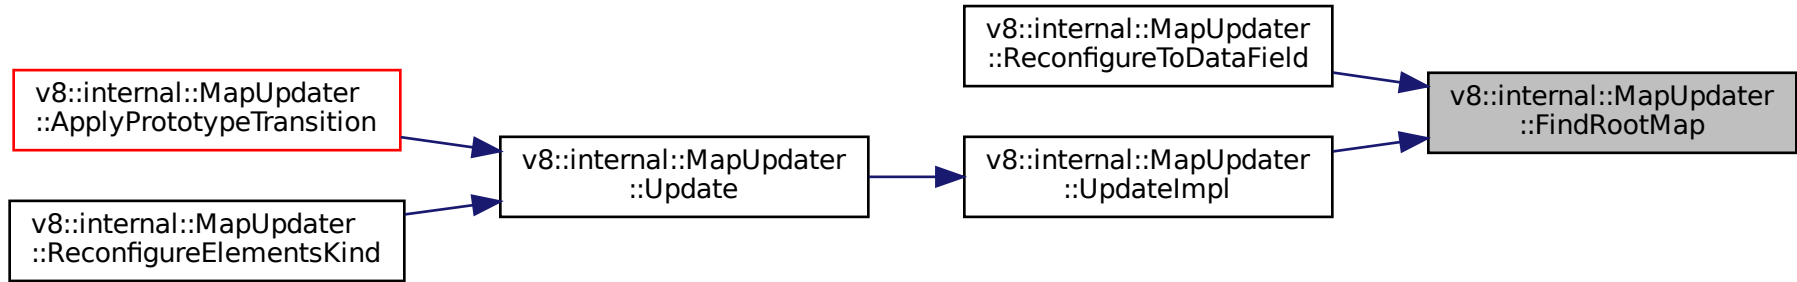 v8::internal::MapUpdater
::ApplyPrototypeTransition
v8::internal::MapUpdater
::ReconfigureElementsKind
v8::internal::MapUpdater
::Update
v8::internal::MapUpdater
::ReconfigureToDataField
v8::internal::MapUpdater
::UpdateImpl
v8::internal::MapUpdater
::FindRootMap